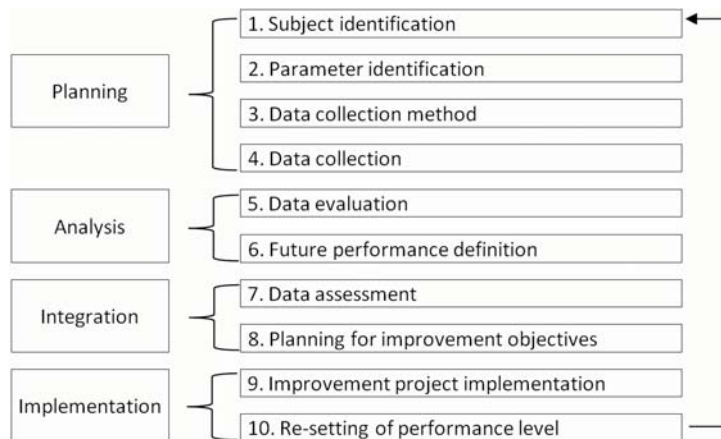 Planning
1. Subject identification
2. Parameter identification
3. Data collection method
4. Data collection
Analysis
5. Data evaluation
6. Future performance definition
Integration
7. Data assessment
8. Planning for improvement objectives
Implementation
9. Improvement project implementation
10. Re-setting of performance level